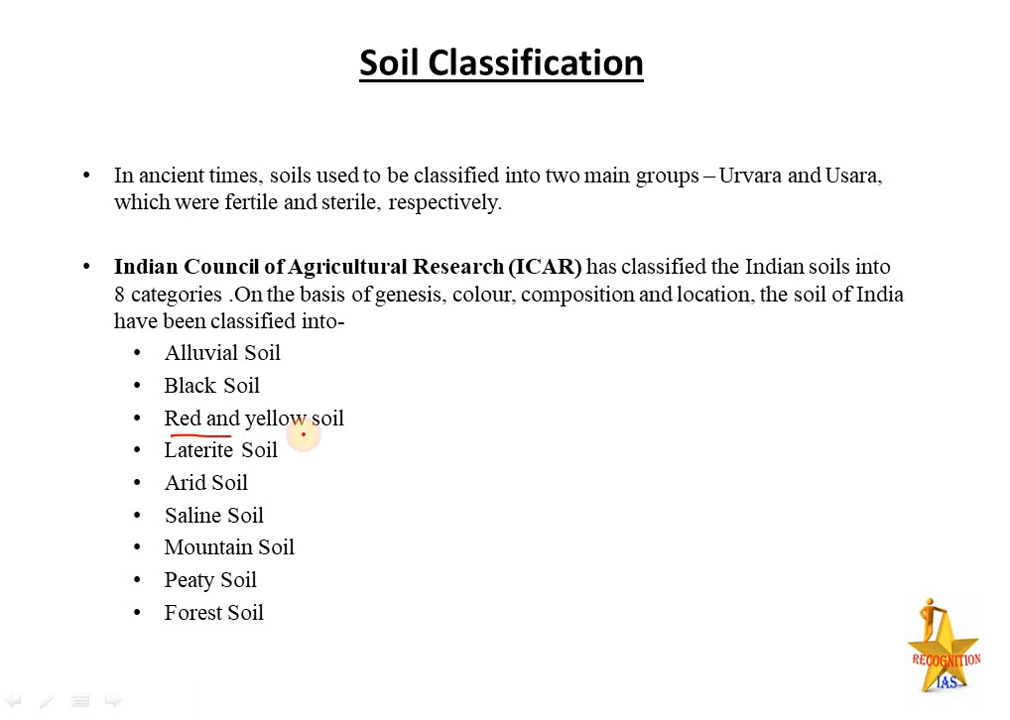 Soil Classification
• In ancient times, soils used to be classified into two main groups – Urvara and Usara,
which were fertile and sterile, respectively.
• Indian Council of Agricultural Research (ICAR) has classified the Indian soils into
8 categories .On the basis of genesis, colour, composition and location, the soil of India
have been classified into-
• Alluvial Soil
• Black Soil
• Red and yellow soil
• Laterite Soil
• Arid Soil
• Saline Soil
• Mountain Soil
• Peaty Soil
• Forest Soil
RECOGNITION
IAS